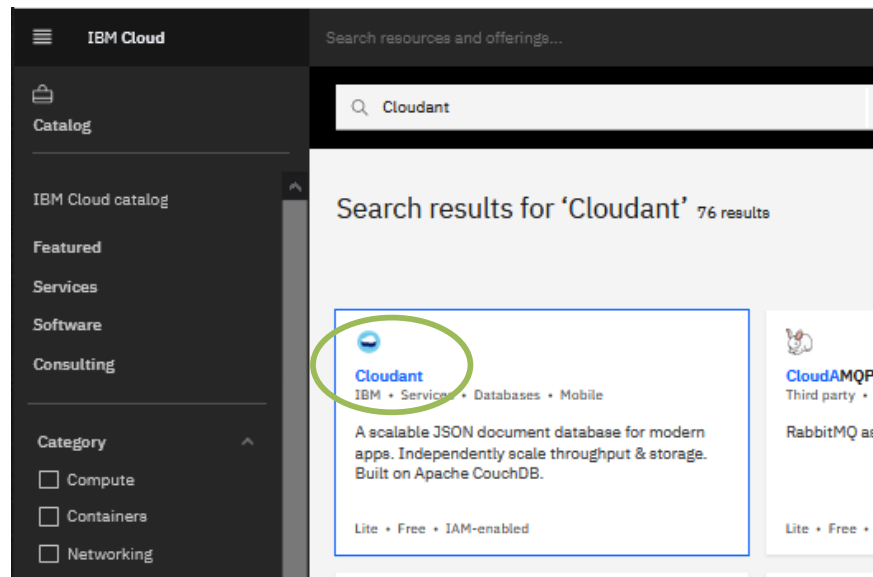 IBM Cloud
Search resources and offerings...
Catalog
Cloudant
IBM Cloud catalog
Featured
Services
Software
Consulting
Category
Compute
Containers
Networking
Search results for ‘Cloudant’ 76 results
Cloudant
IBM • Services • Databases • Mobile
A scalable JSON document database for modern
apps. Independently scale throughput & storage.
Built on Apache CouchDB.
Lite • Free • IAM-enabled
CloudAMQP
Third party •
RabbitMQ as
Lite • Free •